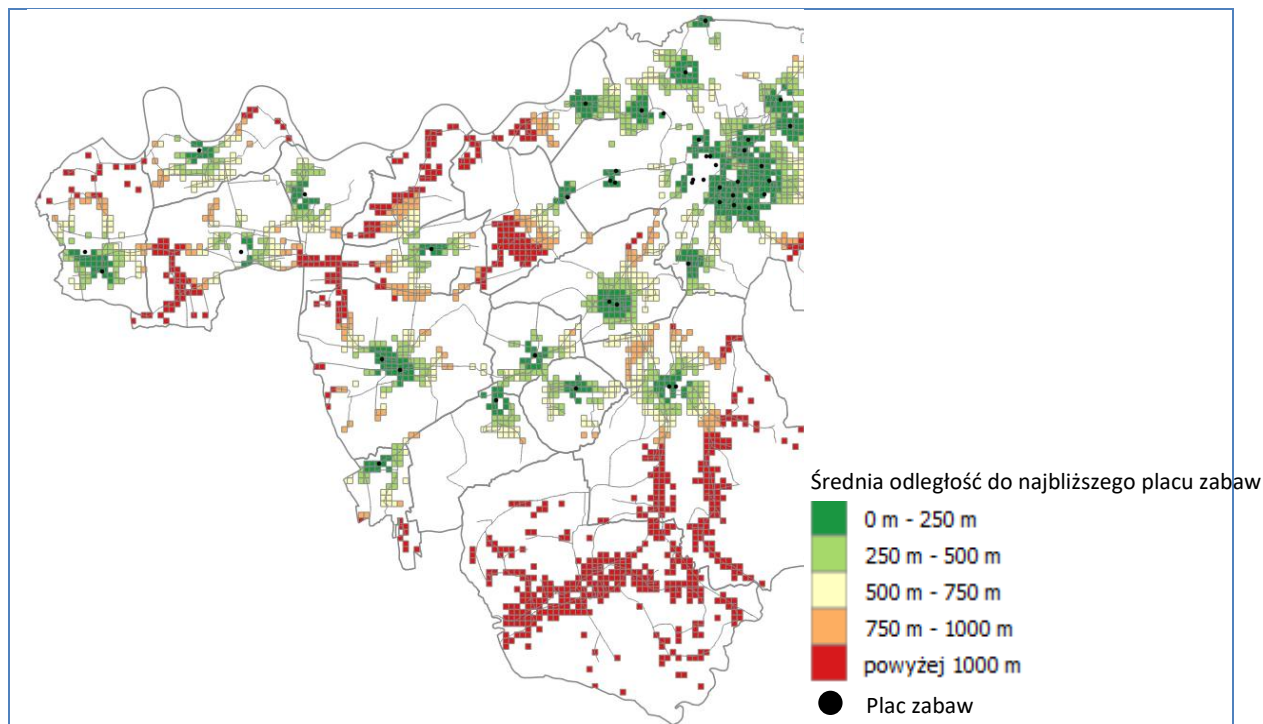 Średnia odległość do najbliższego placu zabaw
0 m - 250 m
250 m - 500 m
500 m - 750 m
750 m - 1000 m
powyżej 1000 m
Plac zabaw